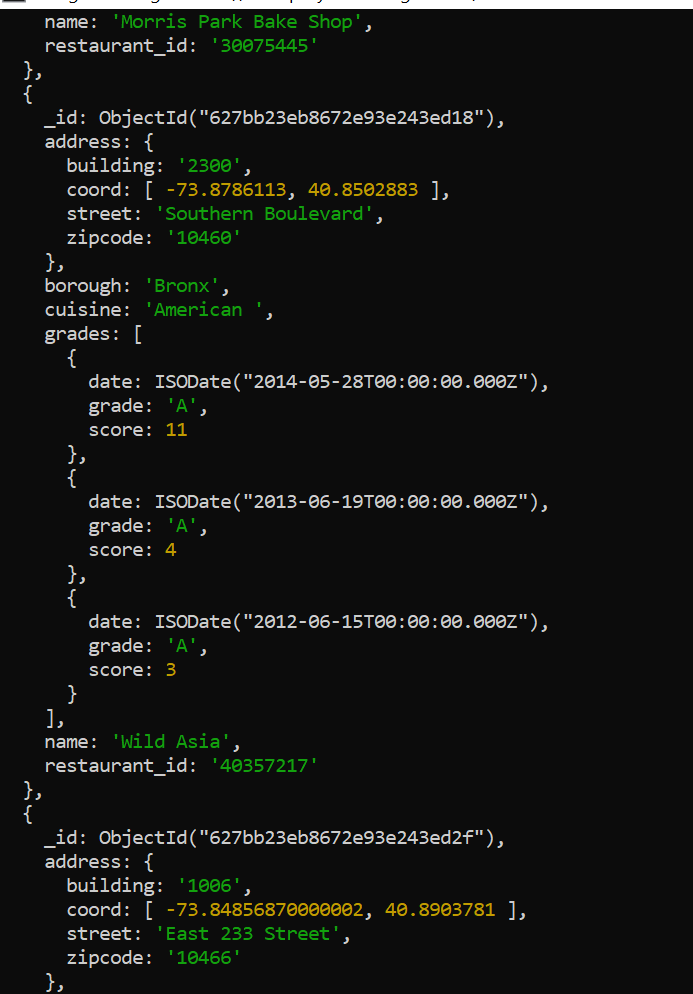 name: 'Morris Park Bake Shop',
restaurant_id: '30075445'
},
{
_id: ObjectId("627bb23eb8672e93e243ed18"),
address: {
building: '2300',
coord: [ -73.8786113, 40.8502883 ],
street: 'Southern Boulevard',
zipcode: '10460'
},
borough: 'Bronx',
cuisine: 'American ',
grades: [
{
date: ISODate("2014-05-28T00:00:00.000Z"),
grade: 'A',
score: 11
},
{
date: ISODate("2013-06-19T00:00:00.000Z"),
grade: 'A',
score: 4
},
{
date: ISODate("2012-06-15T00:00:00.000Z"),
grade: 'A',
score: 3
}
],
name: 'Wild Asia',
restaurant_id: '40357217'
},
{
_id: ObjectId("627bb23eb8672e93e243ed2f"),
address: {
building: '1006',
coord: [ -73.84856870000002, 40.8903781 ],
street: 'East 233 Street',
zipcode: '10466'
},